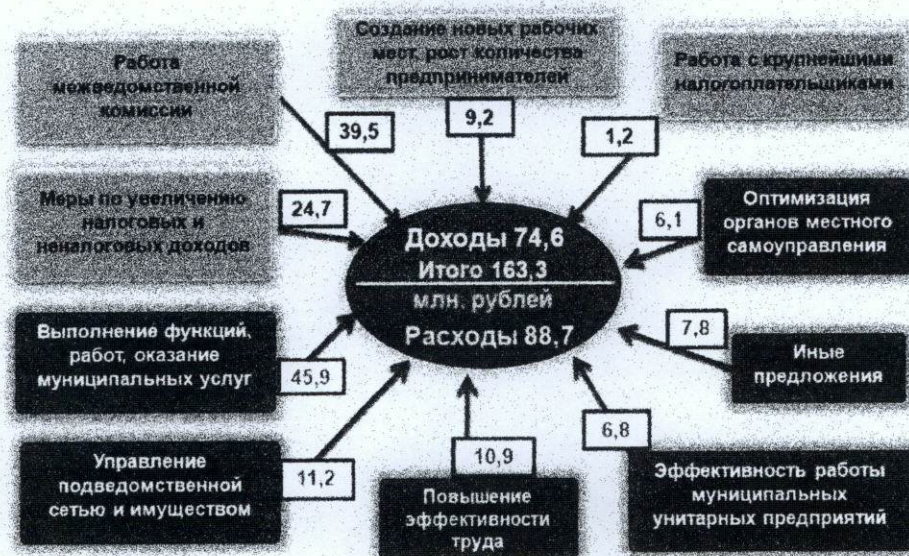 Работа
межведомственной
комиссии
39,5
Создание новых рабочих
мест, рост количества
предпринимателей
9,2
Работа с крупнейшими
налогоплательщиками
1,2
Меры по увеличению
налоговых и
неналоговых доходов
24,7
Доходы 74,6
Итого 163,3
млн. рублей
Расходы 88,7
6,1
Оптимизация
органов местного
самоуправления
Выполнение функций,
работ, оказание
муниципальных услуг
45,9
7,8
Иные
предложения
Управление
подведомственной
сетью и имуществом
11,2
10,9
Повышение
эффективности
труда
6,8
Эффективность работы
муниципальных
унитарных предприятий